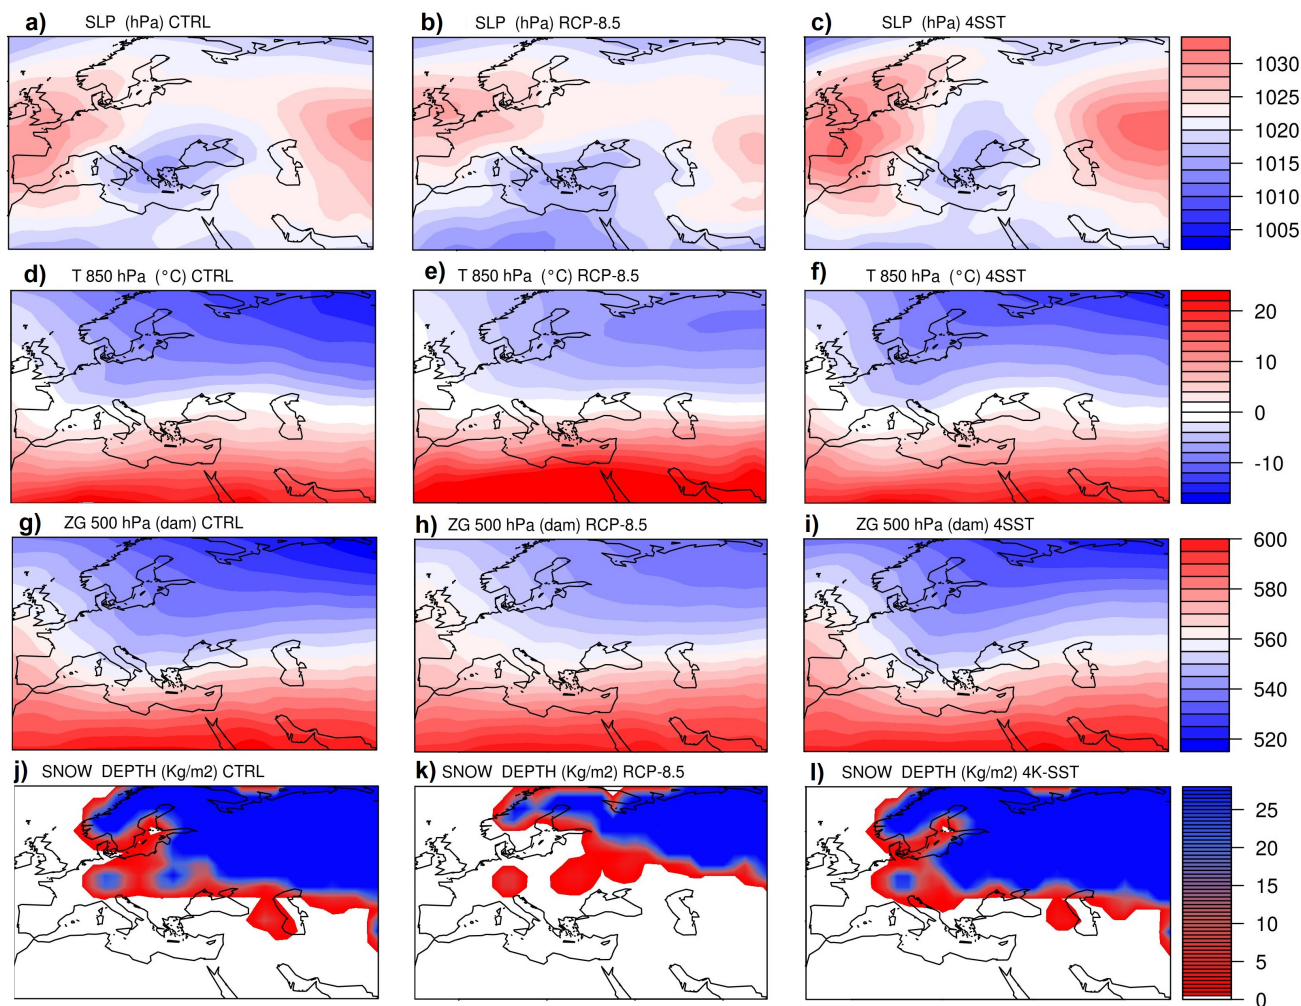 a) SLP (hPa) CTRL
b) SLP (hPa) RCP-8.5
c) SLP (hPa) 4SST
1030
1025
1020
1015
1010
1005
d) T 850 hPa (°C) CTRL
e) T 850 hPa (°C) RCP-8.5
f) T 850 hPa (°C) 4SST
20
10
0
-10
g) ZG 500 hPa (dam) CTRL
h) ZG 500 hPa (dam) RCP-8.5
i) ZG 500 hPa (dam) 4SST
600
580
560
540
520
j) SNOW DEPTH (Kg/m2) CTRL
k) SNOW DEPTH (Kg/m2) RCP-8.5
l) SNOW DEPTH (Kg/m2) 4K-SST
25
20
15
10
5
0